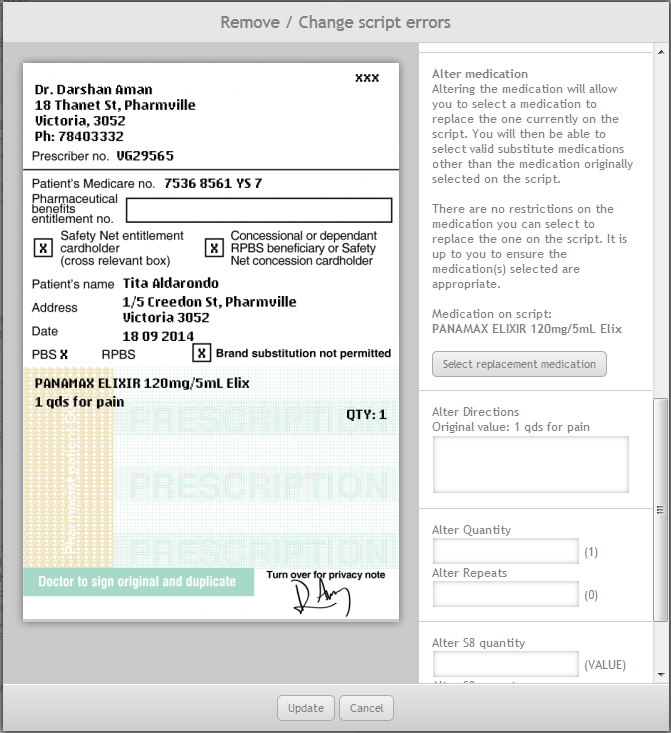 Remove / Change script errors
xxx
Dr. Darshan Aman
18 Thanet St, Pharmville
Victoria, 3052
Ph: 78403332
Prescriber no. VG29565
Patient's Medicare no. 7536 8561 YS 7
Pharmaceutical
benefits
entitlement no.
X Safety Net entitlement
cardholder
(cross relevant box)
X Concessional or dependant
RPBS beneficiary or Safety
Net concession cardholder
Patient's name Tita Aldarondo
Address 1/5 Creedon St, Pharmville
Victoria 3052
Date 18 09 2014
PBS X RPBS X Brand substitution not permitted
PANAMAX ELIXIR 120mg/5mL Elix
1 qds for pain
QTY: 1
PRESCRIPTION
PRESCRIPTION
PRESCRIPTION
Doctor to sign original and duplicate
Turn over for privacy note
Alter medication
Altering the medication will allow
you to select a medication to
replace the one currently on the
script. You will then be able to
select valid substitute medications
other than the medication originally
selected on the script.
There are no restrictions on the
medication you can select to
replace the one on the script. It is
up to you to ensure the
medication(s) selected are
appropriate.
Medication on script:
PANAMAX ELIXIR 120mg/5mL Elix
Select replacement medication
Alter Directions
Original value: 1 qds for pain
Alter Quantity
(1)
Alter Repeats
(0)
Alter S8 quantity
(VALUE)
Update Cancel